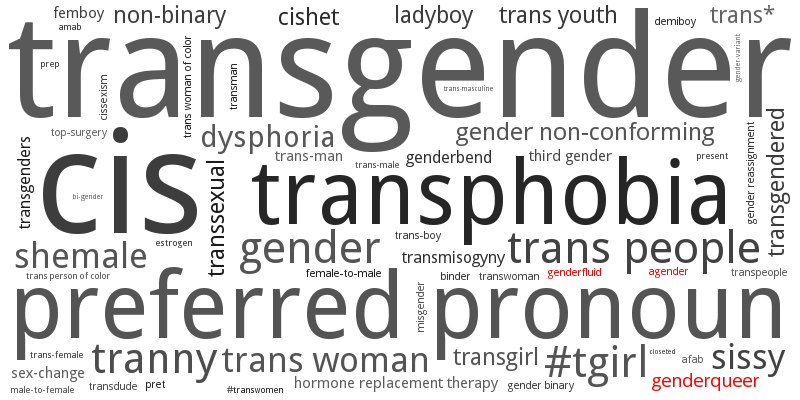 femboy
non-binary
cishet
ladyboy
trans youth
demiboy
trans*
amab
transgender
prep
cissexism
trans woman of color
transman
trans-masculine
gender-variant
top-surgery
dysphoria
gender non-conforming
transgenders
cis
bi-gender
transsexual
trans-man
trans-male
genderbend
third gender
present
gender reassignment
transgendered
transphobia
estrogen
shemale
gender
trans-boy
transmisogyny
trans people
trans person of color
female-to-male
binder
transwoman
genderfluid
agender
transpeople
preferred pronoun
misgender
trans-female
tranny
trans woman
transgirl
#tgirl
closeted
afab
sissy
sex-change
male-to-female
transdude
pret
#transwomen
hormone replacement therapy
gender binary
genderqueer